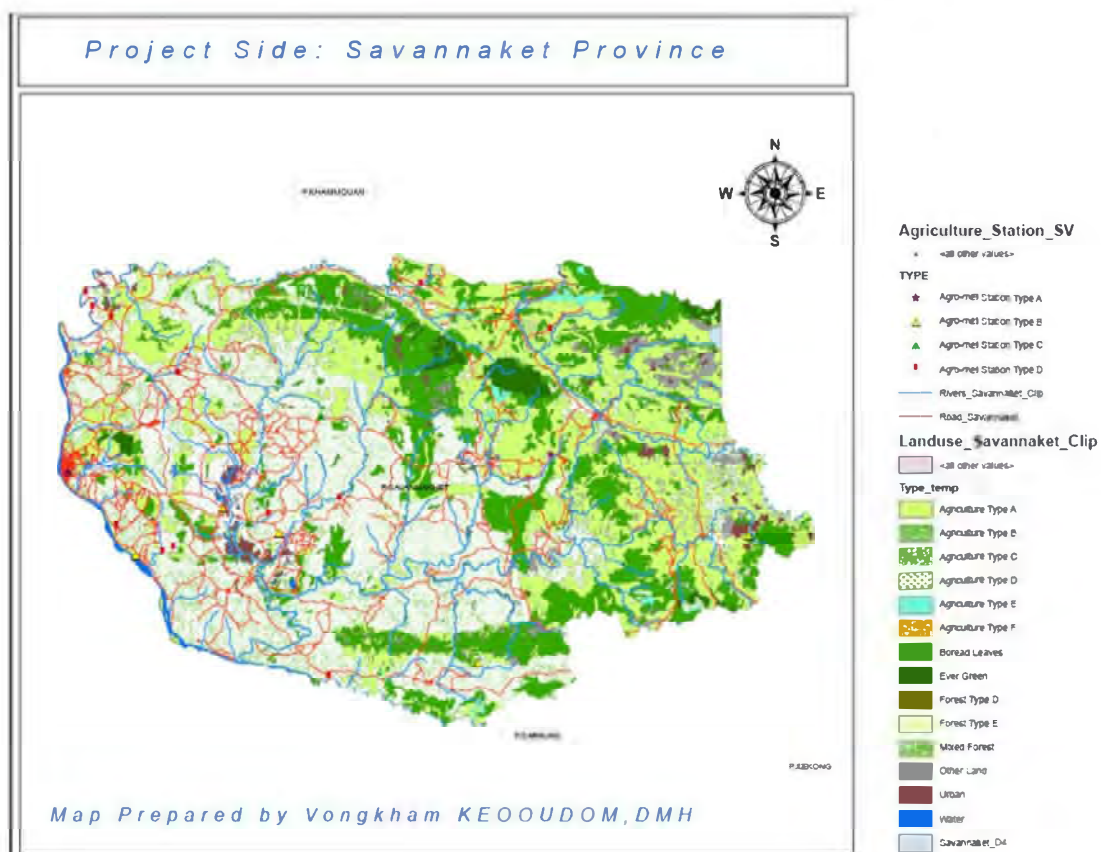 Project Side: Savannaket Province
P.KHAMMOUAN
N
W
E
S
P.SEKONG
Map Prepared by Vongkham KEOOUDOM,DMH
Agriculture_Station_SV
<all other values>
TYPE
Agro-met Station Type A
Agro-met Station Type B
Agro-met Station Type C
Agro-met Station Type D
Rivers_Savannaket_Clip
Road_Savannaket
Landuse_Savannaket_Clip
<all other values>
Type_temp
Agriculture Type A
Agriculture Type B
Agriculture Type C
Agriculture Type D
Agriculture Type E
Agriculture Type F
Boread Leaves
Ever Green
Forest Type D
Forest Type E
Mixed Forest
Other Land
Urban
Water
Savannaket_D4